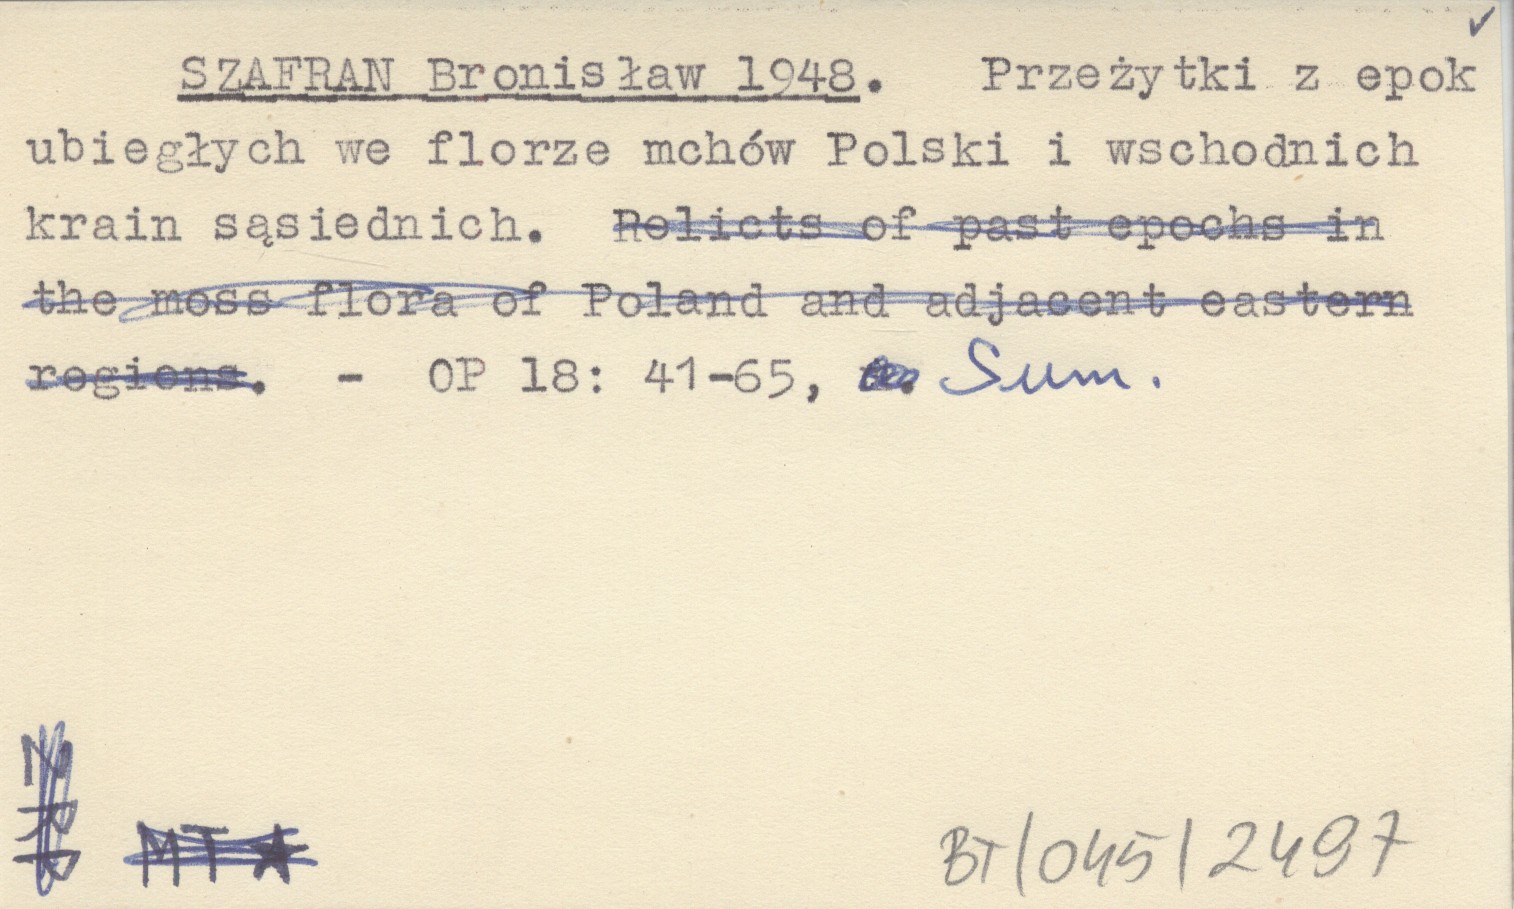 SZAFRAN Bronisław 1948. Przeżytki z epok
ubiegłych we florze mchów Polski i wschodnich
krain sąsiednich. Relicts of past epochs in
the moss flora of Poland and adjacent eastern
regions. - OP 18: 41-65, Sum.
MT ★
BT/045/2497